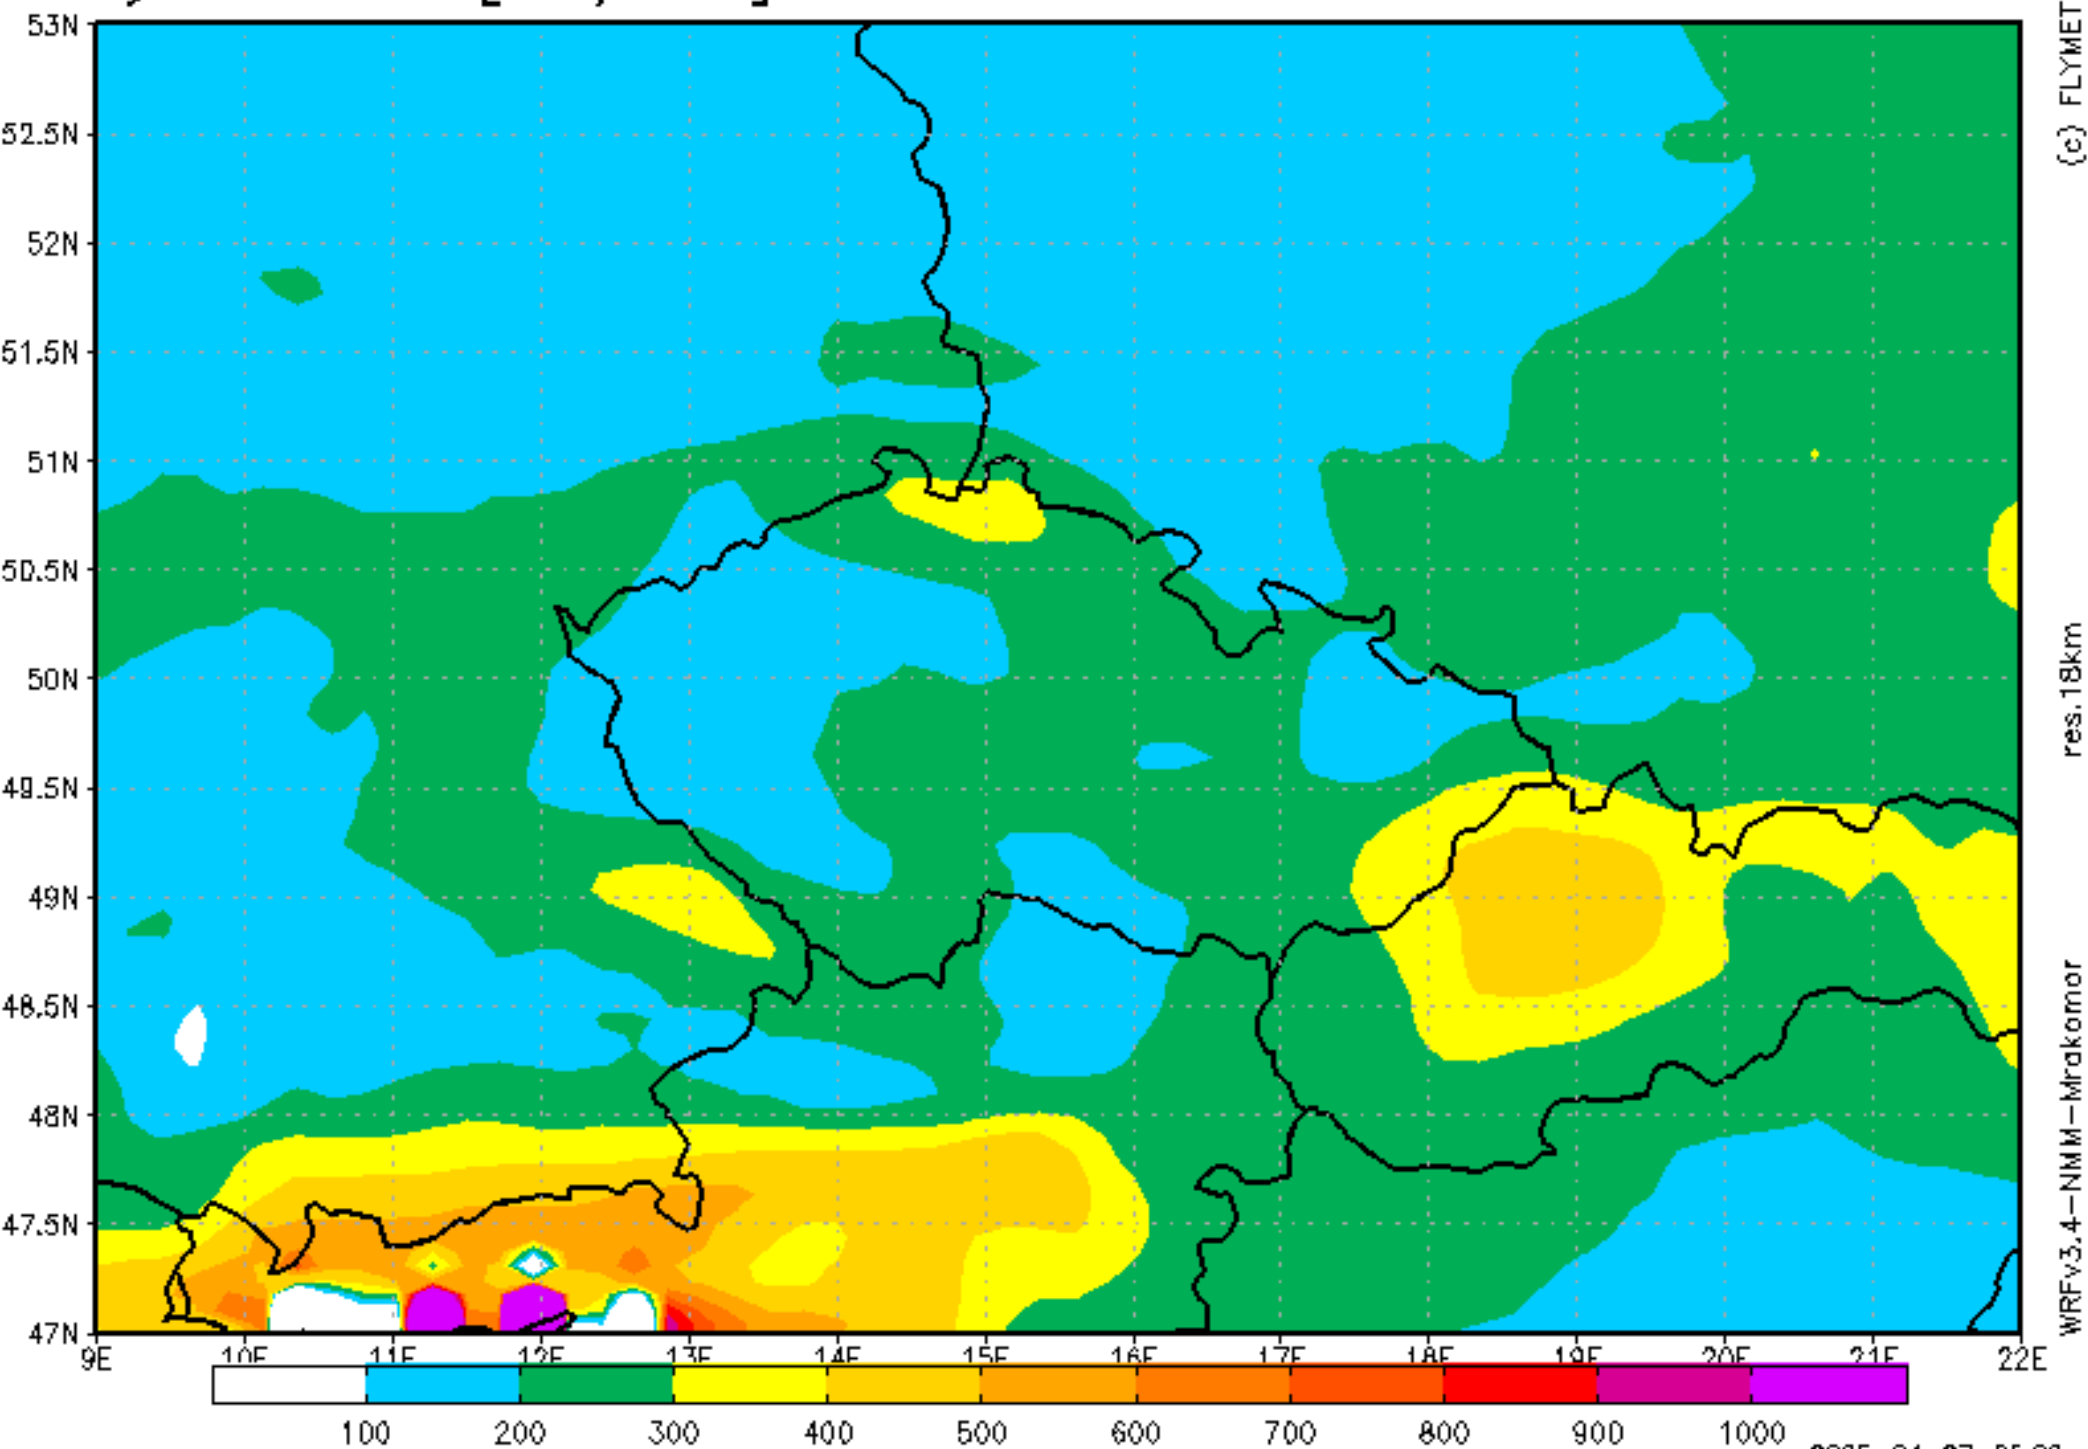 53N
52.5N
52N
51.5N
51N
50.5N
50N
49.5N
49N
48.5N
48N
47.5N
47N
9E 10E 11E 12E 13E 14E 15E 16E 17E 18E 19E 20E 21E 22E
100 200 300 400 500 600 700 800 900 1000
(c) FLYMET
res.18km
WRFv3.4-NMM-Mrakomor